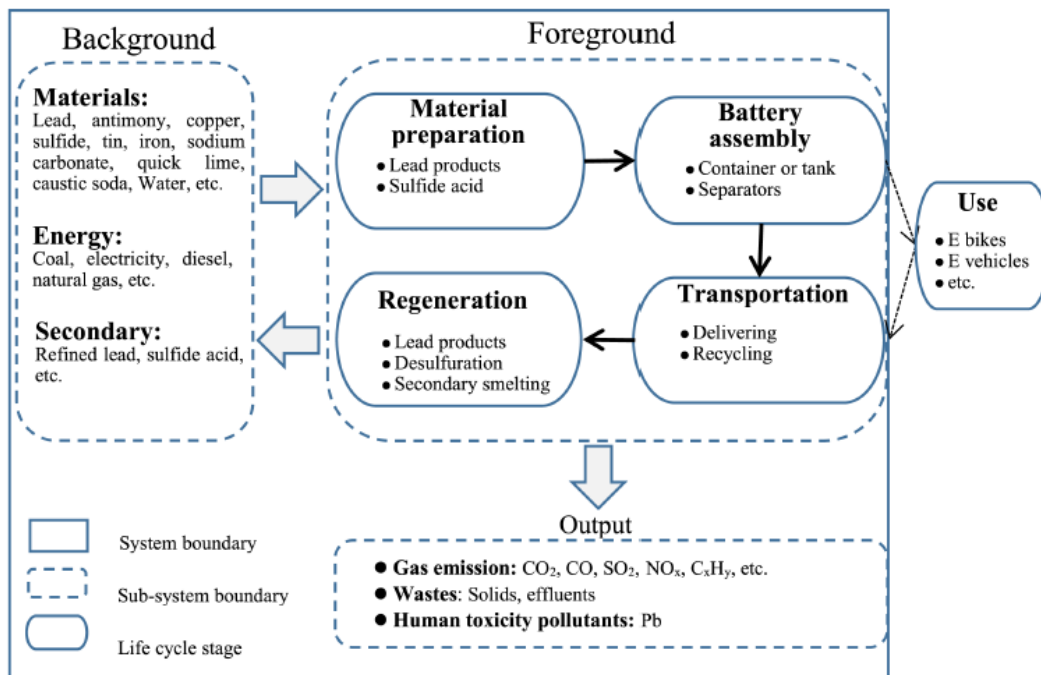 Background
Materials:
Lead, antimony, copper,
sulfide, tin, iron, sodium
carbonate, quick lime,
caustic soda, Water, etc.
Energy:
Coal, electricity, diesel,
natural gas, etc.
Secondary:
Refined lead, sulfide acid,
etc.
Foreground
Material
preparation
● Lead products
● Sulfide acid
Battery
assembly
● Container or tank
● Separators
Use
● E bikes
● E vehicles
● etc.
Regeneration
● Lead products
● Desulfuration
● Secondary smelting
Transportation
● Delivering
● Recycling
Output
● Gas emission: CO₂, CO, SO₂, NOₓ, CₓHᵧ, etc.
● Wastes: Solids, effluents
● Human toxicity pollutants: Pb
System boundary
Sub-system boundary
Life cycle stage